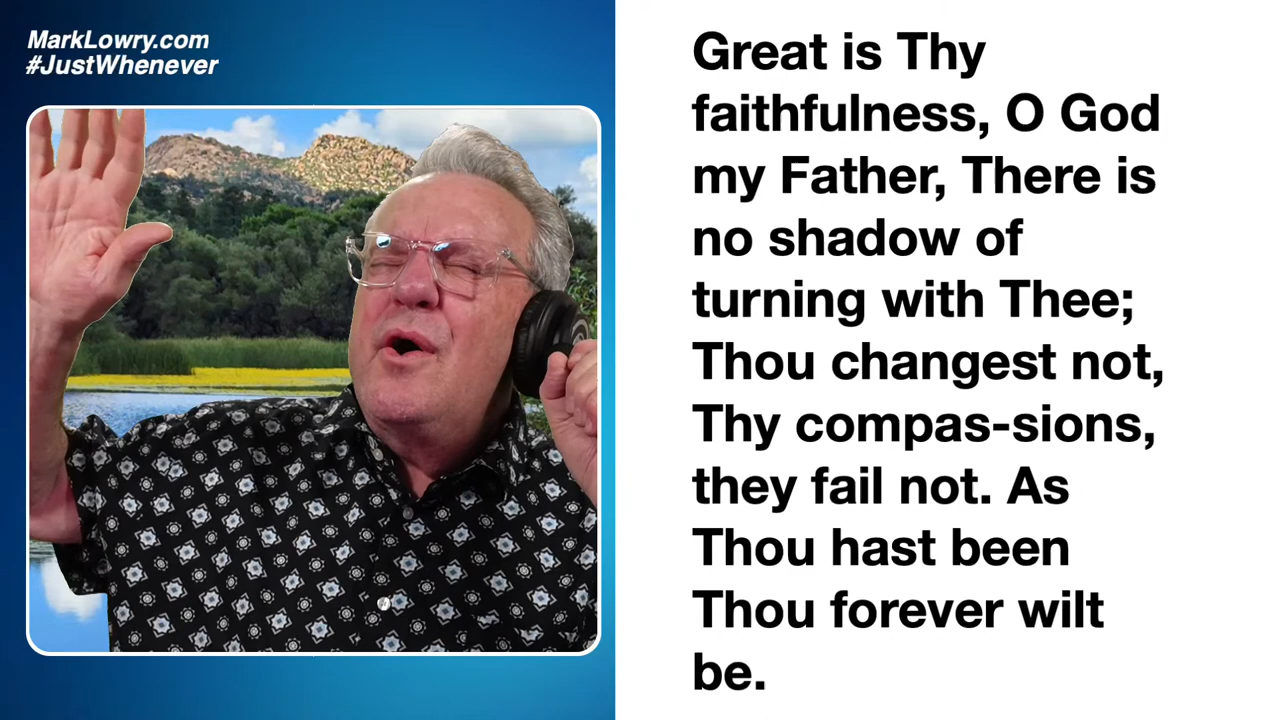 MarkLowry.com
#JustWhenever
Great is Thy
faithfulness, O God
my Father, There is
no shadow of
turning with Thee;
Thou changest not,
Thy compas-sions,
they fail not. As
Thou hast been
Thou forever wilt
be.